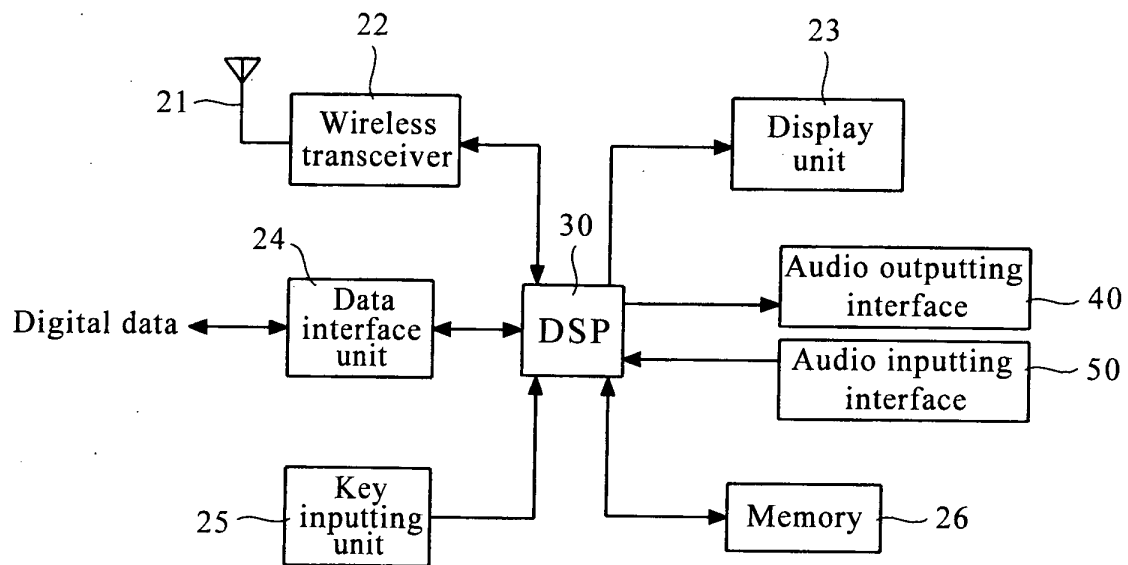 22
23
21
Wireless
transceiver
Display
unit
24
30
Data
interface
unit
Digital data
DSP
Audio outputting
interface
40
Audio inputting
interface
50
Key
inputting
unit
25
Memory
26